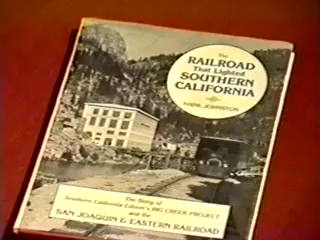 The
RAILROAD
That Lighted
SOUTHERN
CALIFORNIA
HANK JOHNSTON
The Story of
Southern California Edison's BIG CREEK PROJECT
and the
SAN JOAQUIN & EASTERN RAILROAD